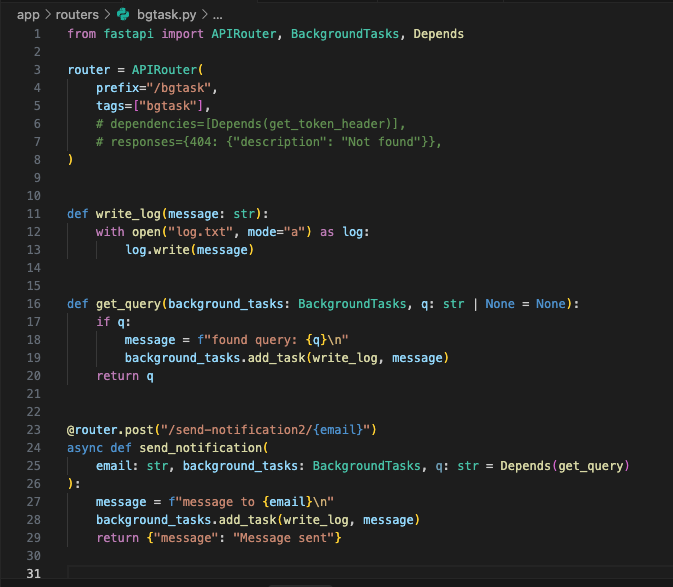 app > routers > bgtask.py > ...
1 from fastapi import APIRouter, BackgroundTasks, Depends
2
3 router = APIRouter(
4     prefix="/bgtask",
5     tags=["bgtask"],
6     # dependencies=[Depends(get_token_header)],
7     # responses={404: {"description": "Not found"}},
8 )
9
10
11 def write_log(message: str):
12     with open("log.txt", mode="a") as log:
13         log.write(message)
14
15
16 def get_query(background_tasks: BackgroundTasks, q: str | None = None):
17     if q:
18         message = f"found query: {q}\n"
19         background_tasks.add_task(write_log, message)
20     return q
21
22
23 @router.post("/send-notification2/{email}")
24 async def send_notification(
25     email: str, background_tasks: BackgroundTasks, q: str = Depends(get_query)
26 ):
27     message = f"message to {email}\n"
28     background_tasks.add_task(write_log, message)
29     return {"message": "Message sent"}
30
31